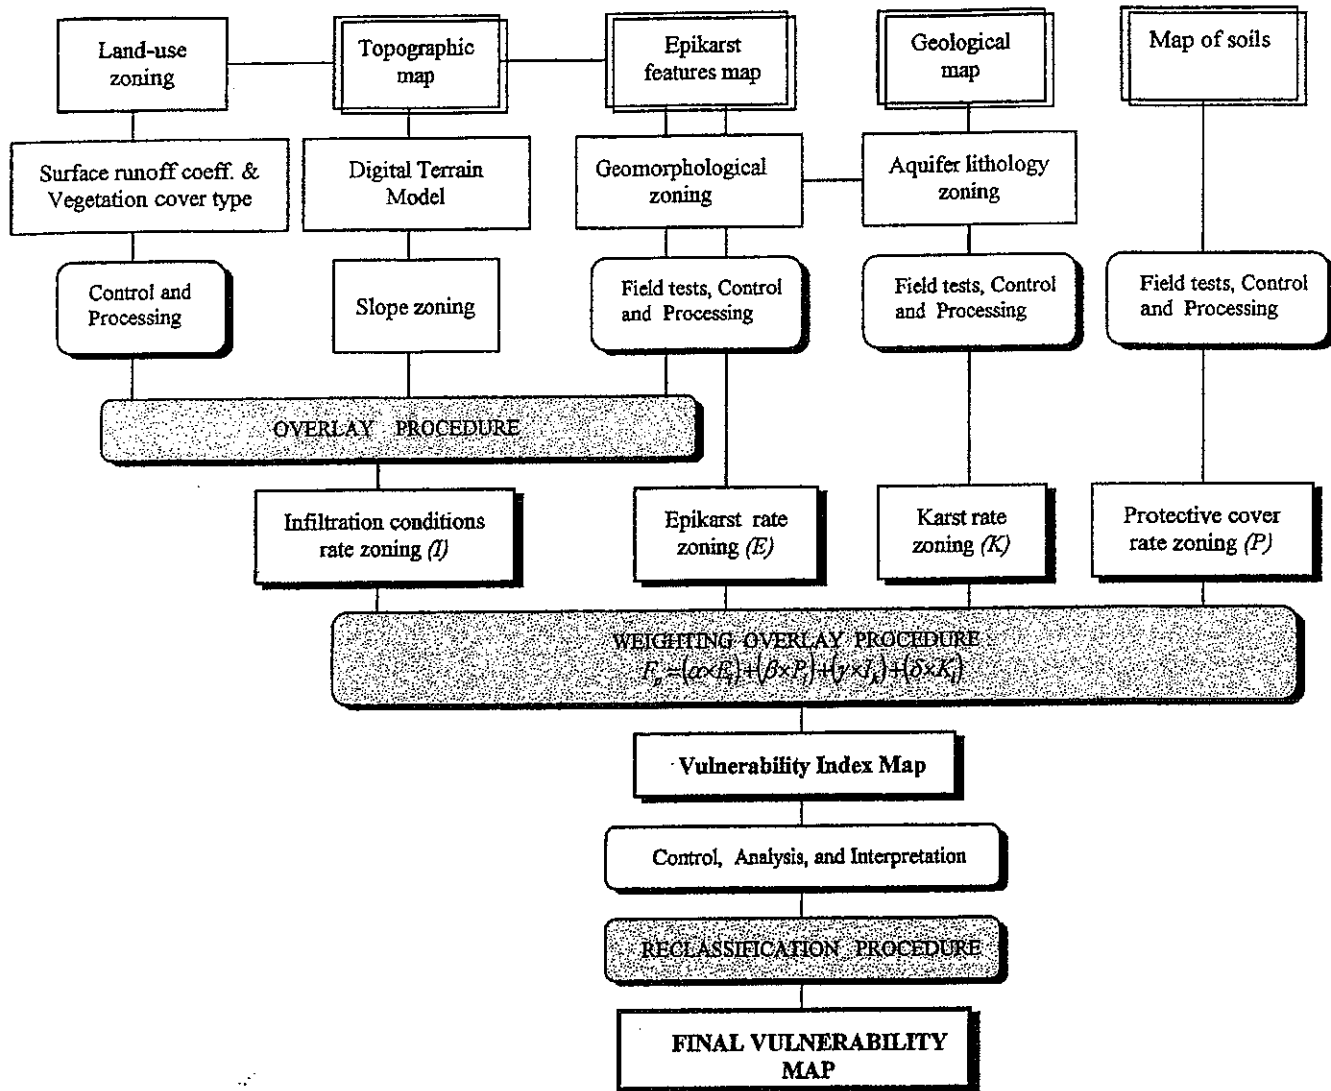 Land-use
zoning
Topographic
map
Epikarst
features map
Geological
map
Map of soils
Surface runoff coeff. &
Vegetation cover type
Digital Terrain
Model
Geomorphological
zoning
Aquifer lithology
zoning
Control and
Processing
Slope zoning
Field tests, Control
and Processing
Field tests, Control
and Processing
Field tests, Control
and Processing
OVERLAY PROCEDURE
Infiltration conditions
rate zoning (I)
Epikarst rate
zoning (E)
Karst rate
zoning (K)
Protective cover
rate zoning (P)
WEIGHTING OVERLAY PROCEDURE
=(α×E)+(β×P)+(γ×I)+(δ×K)
Vulnerability Index Map
Control, Analysis, and Interpretation
RECLASSIFICATION PROCEDURE
FINAL VULNERABILITY
MAP